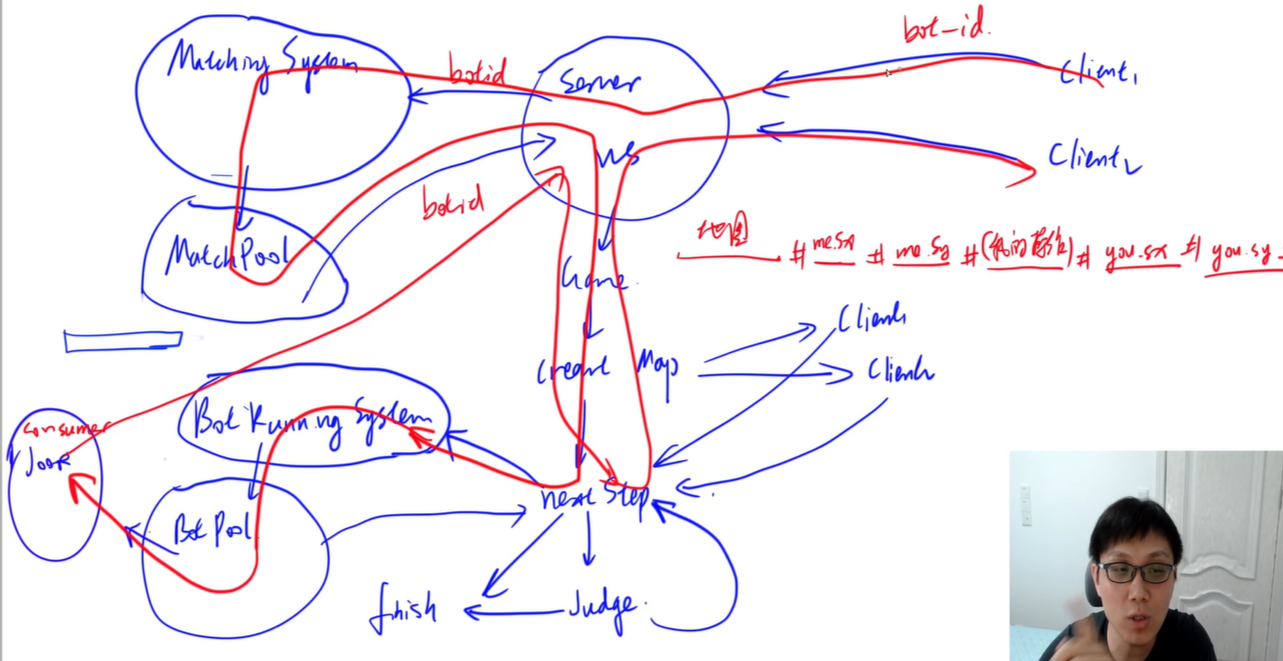 bot-id.
Matching System
botid
Server
Client1
ws
Client2
botid
MatchPool
地图 # me.sx # me.sy # (我的操作) # you.sx # you.sy
Game
Client1
Create Map
Client2
Bot Running System
consumer
Joor
next step
Bot Pool
finish
Judge.